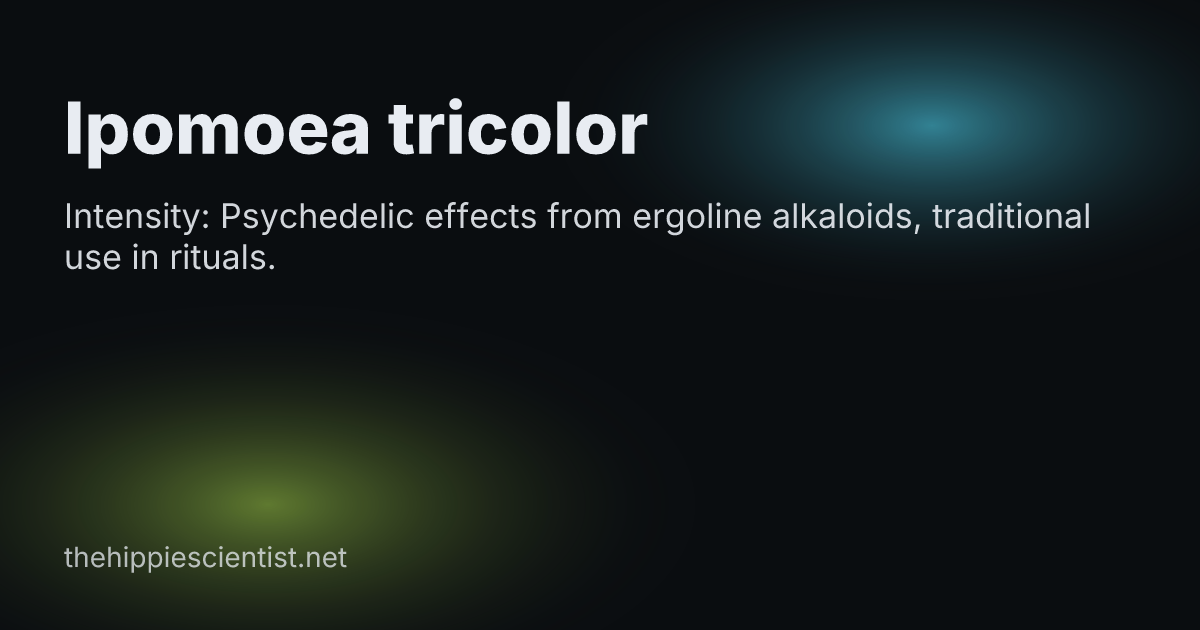 Ipomoea tricolor
Intensity: Psychedelic effects from ergoline alkaloids, traditional
use in rituals.
thehippiescientist.net